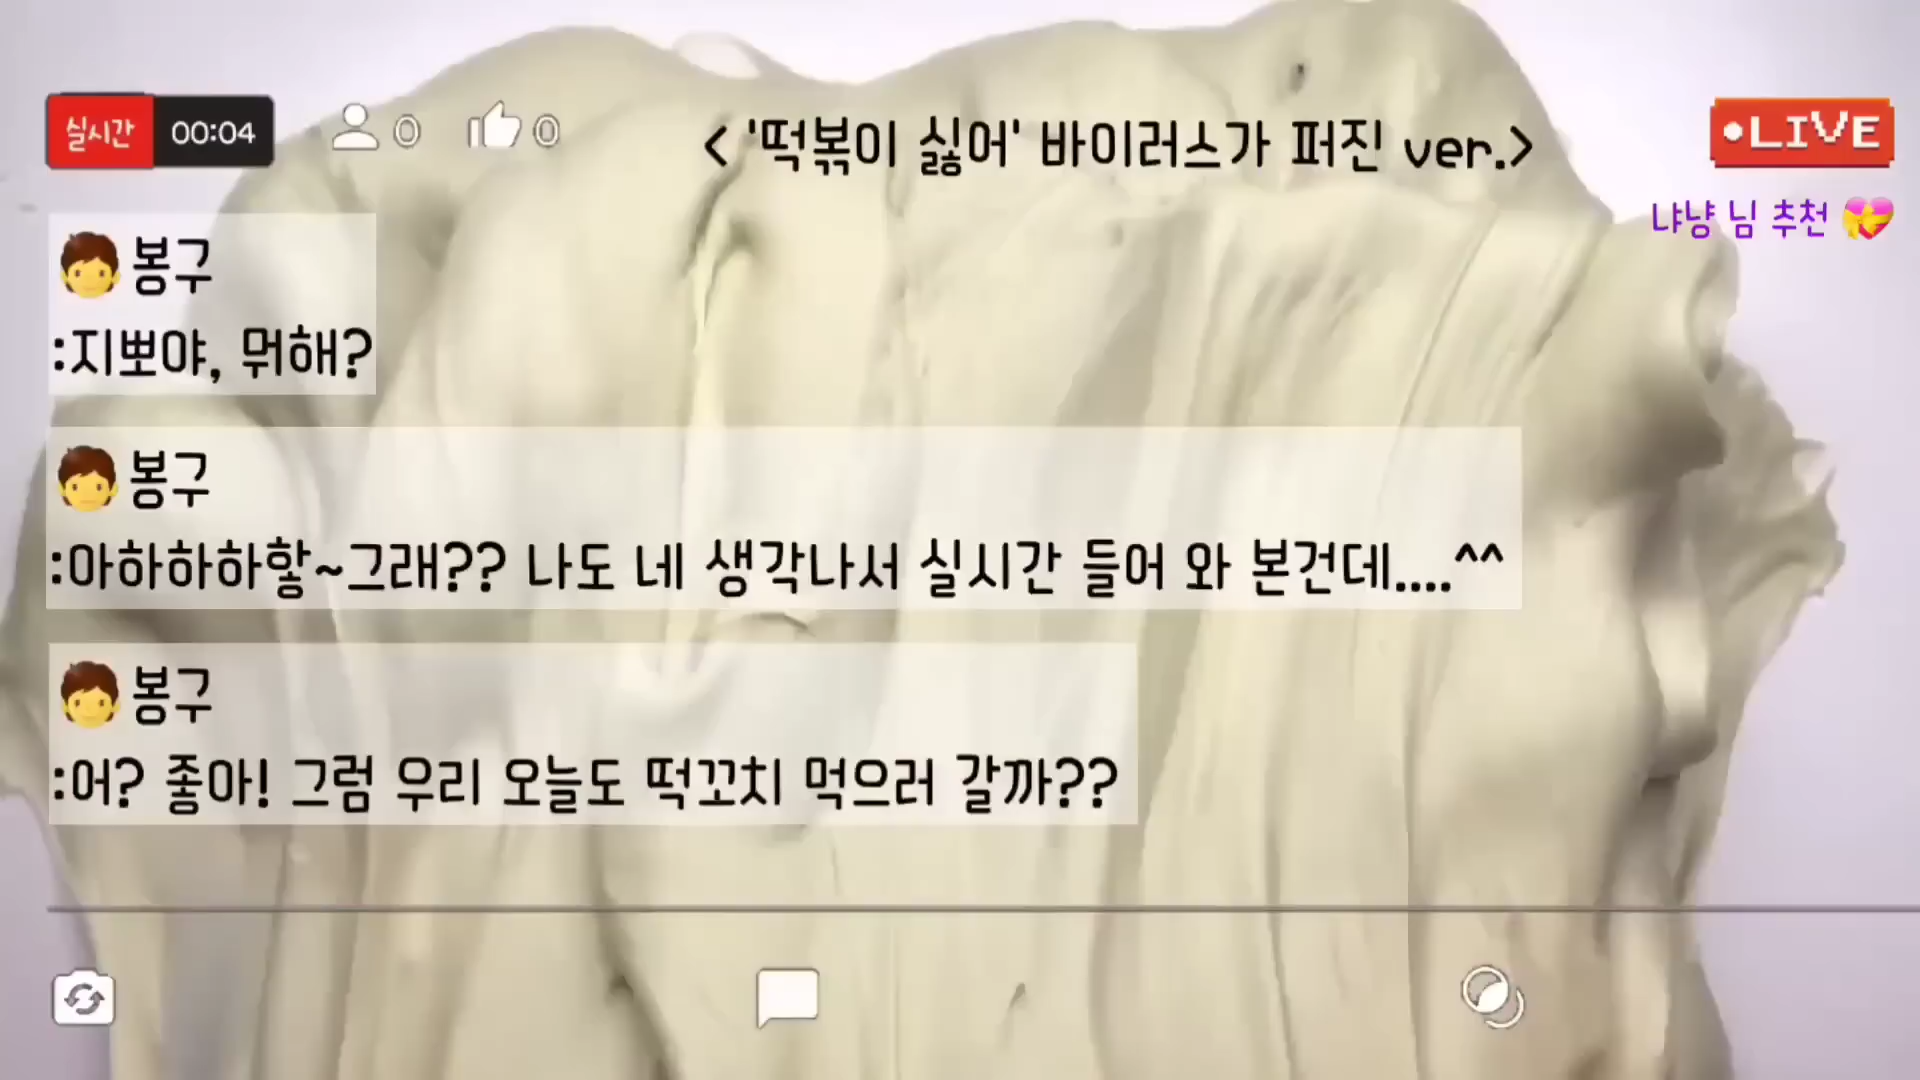 실시간 00:04 0 0
< '떡볶이 싫어' 바이러스가 퍼진 ver.>
•LIVE
냐냥 님 추천 💝
봉구
:지뽀야, 뭐해?
봉구
:아하하하핳~그래?? 나도 네 생각나서 실시간 들어 와 본건데....^^
봉구
:어? 좋아! 그럼 우리 오늘도 떡꼬치 먹으러 갈까??